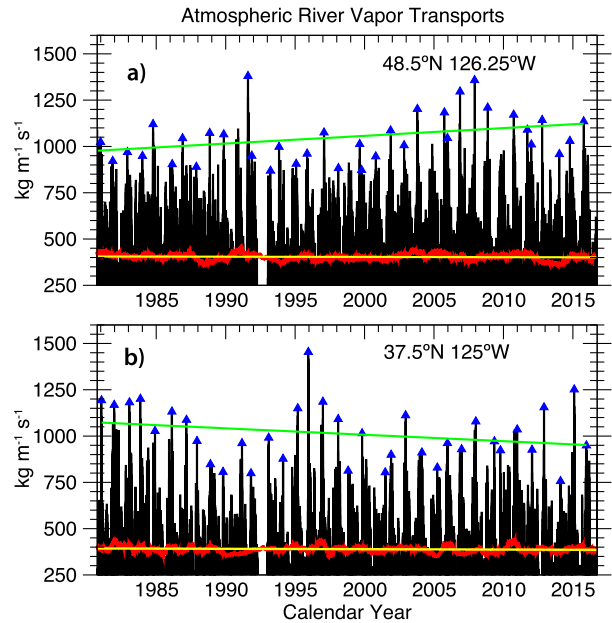 Atmospheric River Vapor Transports
a)
48.5ºN 126.25ºW
kg m⁻¹ s⁻¹
1500
1250
1000
750
500
250
1985 1990 1995 2000 2005 2010 2015
b)
37.5ºN 125ºW
kg m⁻¹ s⁻¹
1500
1250
1000
750
500
250
1985 1990 1995 2000 2005 2010 2015
Calendar Year